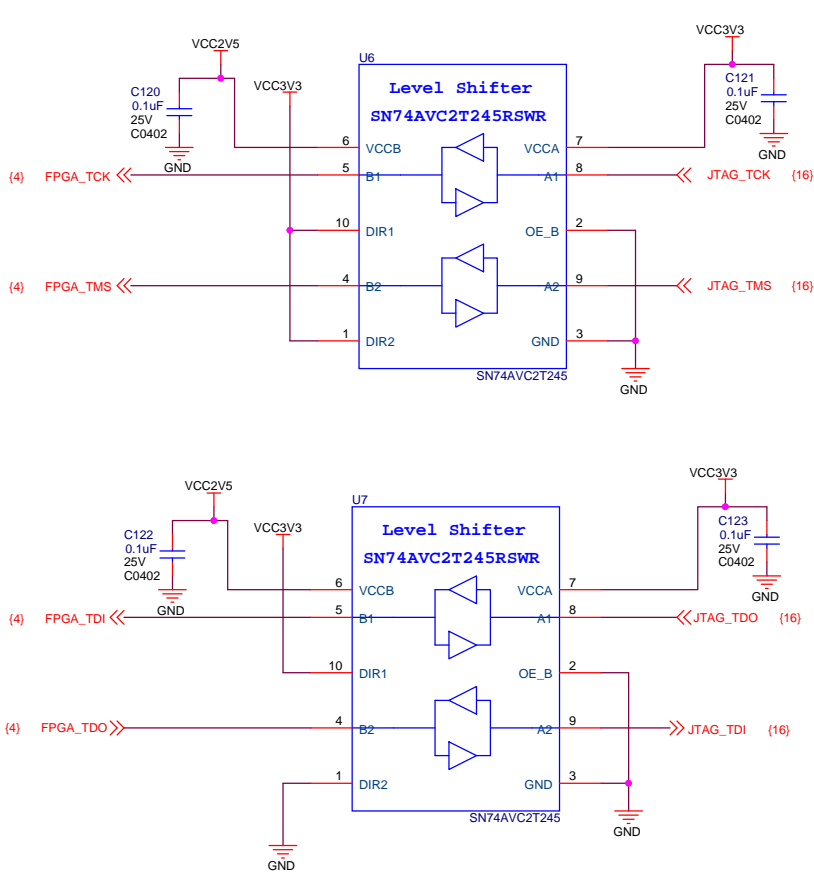 VCC2V5
VCC3V3
U6
C120
0.1uF
25V
C0402
VCC3V3
C121
0.1uF
25V
C0402
Level Shifter
SN74AVC2T245RSWR
GND
GND
6 VCCB VCCA 7
{4} FPGA_TCK 5 B1 A1 8 JTAG_TCK {16}
10 DIR1 OE_B 2
{4} FPGA_TMS 4 B2 A2 9 JTAG_TMS {16}
1 DIR2 GND 3
SN74AVC2T245
GND
VCC2V5
VCC3V3
U7
C122
0.1uF
25V
C0402
VCC3V3
C123
0.1uF
25V
C0402
Level Shifter
SN74AVC2T245RSWR
GND
GND
6 VCCB VCCA 7
{4} FPGA_TDI 5 B1 A1 8 JTAG_TDO {16}
10 DIR1 OE_B 2
{4} FPGA_TDO 4 B2 A2 9 JTAG_TDI {16}
1 DIR2 GND 3
SN74AVC2T245
GND
GND